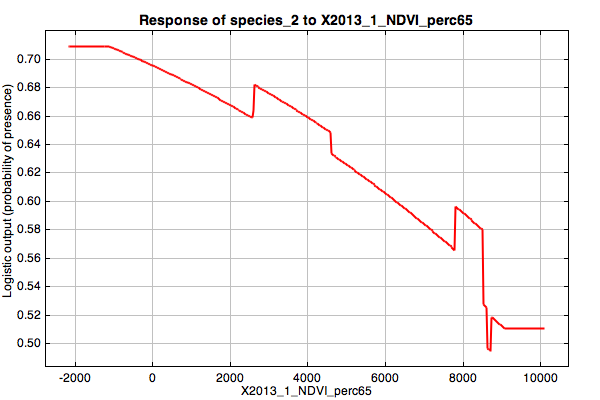 Response of species_2 to X2013_1_NDVI_perc65
Logistic output (probability of presence)
0.70
0.68
0.66
0.64
0.62
0.60
0.58
0.56
0.54
0.52
0.50
-2000 0 2000 4000 6000 8000 10000
X2013_1_NDVI_perc65